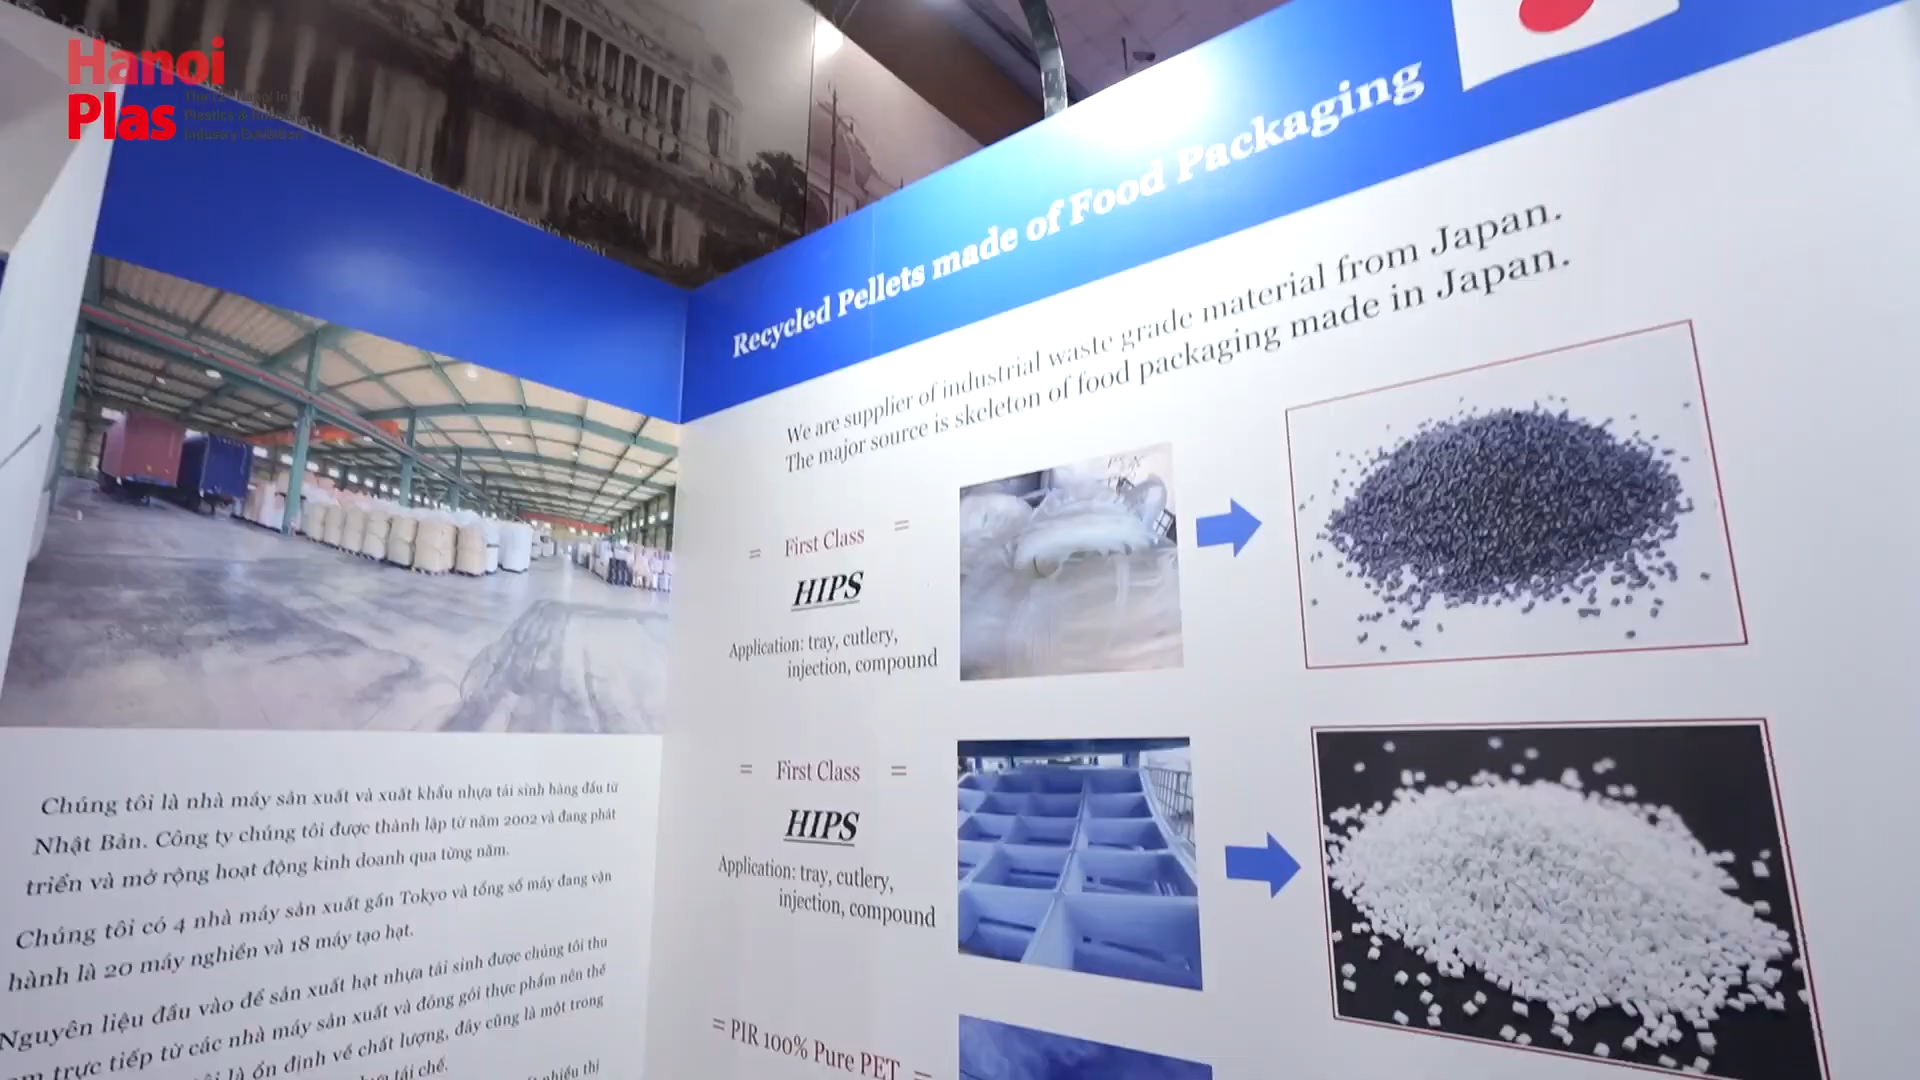 Hanoi
Plas
Plastics & Rubber
Industry Exhibition
Recycled Pellets made of Food Packaging
We are supplier of industrial waste grade material from Japan.
The major source is skeleton of food packaging made in Japan.
= First Class =
HIPS
Application: tray, cutlery,
injection, compound
= First Class =
HIPS
Application: tray, cutlery,
injection, compound
= PIR 100% Pure PET =
Chúng tôi là nhà máy sản xuất và xuất khẩu nhựa tái sinh hàng đầu từ
Nhật Bản. Công ty chúng tôi được thành lập từ năm 2002 và đang phát
triển và mở rộng hoạt động kinh doanh qua từng năm.
Chúng tôi có 4 nhà máy sản xuất gần Tokyo và tổng số máy đang vận
hành là 20 máy nghiền và 18 máy tạo hạt.
Nguyên liệu đầu vào để sản xuất hạt nhựa tái sinh được chúng tôi thu
trực tiếp từ các nhà máy sản xuất và đóng gói thực phẩm nên thế
là ổn định về chất lượng, đây cũng là một trong
tái chế.
nhiều thị